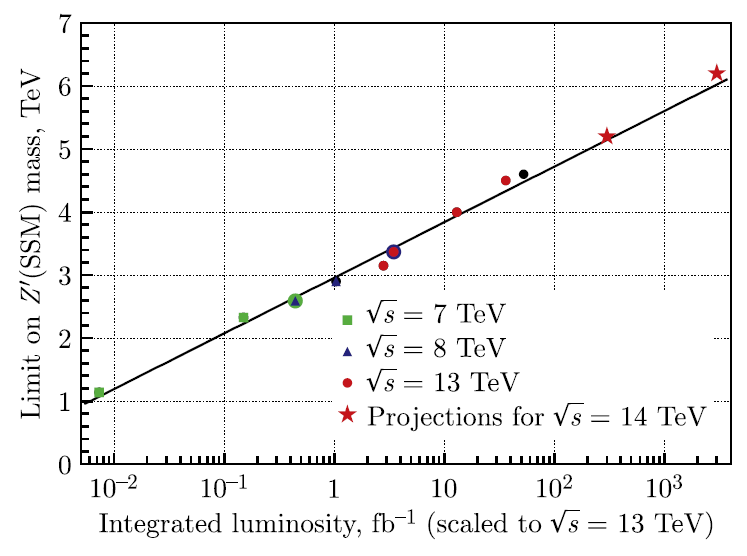 7
6
5
4
3
2
1
0
Limit on Z′(SSM) mass, TeV
√s = 7 TeV
√s = 8 TeV
√s = 13 TeV
Projections for √s = 14 TeV
10⁻² 10⁻¹ 1 10 10² 10³
Integrated luminosity, fb⁻¹ (scaled to √s = 13 TeV)